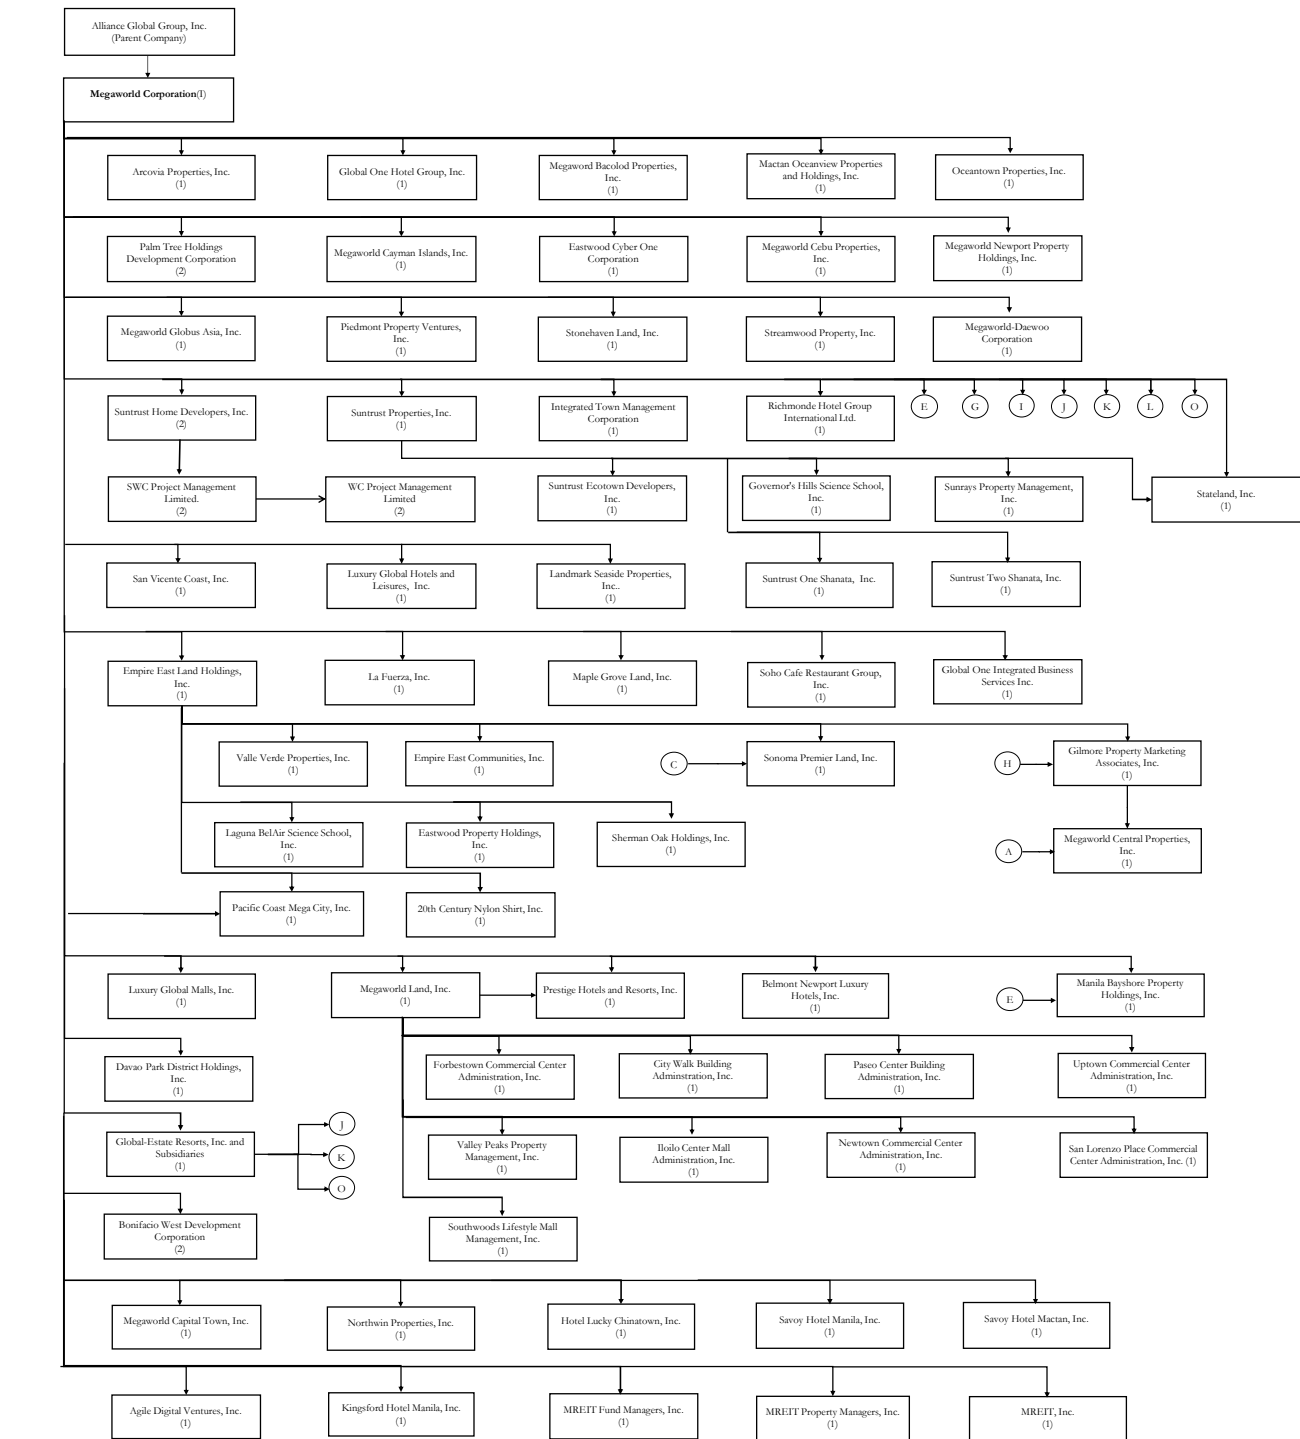 Alliance Global Group, Inc.
(Parent Company)
Megaworld Corporation(1)
Arcovia Properties, Inc.
(1)
Global One Hotel Group, Inc.
(1)
Megaword Bacolod Properties,
Inc.
(1)
Mactan Oceanview Properties
and Holdings, Inc.
(1)
Oceantown Properties, Inc.
(1)
Palm Tree Holdings
Development Corporation
(2)
Megaworld Cayman Islands, Inc.
(1)
Eastwood Cyber One
Corporation
(1)
Megaworld Cebu Properties,
Inc.
(1)
Megaworld Newport Property
Holdings, Inc.
(1)
Megaworld Globus Asia, Inc.
(1)
Piedmont Property Ventures,
Inc.
(1)
Stonehaven Land, Inc.
(1)
Streamwood Property, Inc.
(1)
Megaworld-Daewoo
Corporation
(1)
Suntrust Home Developers, Inc.
(2)
Suntrust Properties, Inc.
(1)
Integrated Town Management
Corporation
(1)
Richmonde Hotel Group
International Ltd.
(1)
E
G
I
J
K
L
O
SWC Project Management
Limited.
(2)
WC Project Management
Limited
(2)
Suntrust Ecotown Developers,
Inc.
(1)
Governor's Hills Science School,
Inc.
(1)
Sunrays Property Management,
Inc.
(1)
Stateland, Inc.
(1)
San Vicente Coast, Inc.
(1)
Luxury Global Hotels and
Leisures, Inc.
(1)
Landmark Seaside Properties,
Inc..
(1)
Suntrust One Shanata, Inc.
(1)
Suntrust Two Shanata, Inc.
(1)
Empire East Land Holdings,
Inc.
(1)
La Fuerza, Inc.
(1)
Maple Grove Land, Inc.
(1)
Soho Cafe Restaurant Group,
Inc.
(1)
Global One Integrated Business
Services Inc.
(1)
Valle Verde Properties, Inc.
(1)
Empire East Communities, Inc.
(1)
C
Sonoma Premier Land, Inc.
(1)
H
Gilmore Property Marketing
Associates, Inc.
(1)
Laguna BelAir Science School,
Inc.
(1)
Eastwood Property Holdings,
Inc.
(1)
Sherman Oak Holdings, Inc.
(1)
A
Megaworld Central Properties,
Inc.
(1)
Pacific Coast Mega City, Inc.
(1)
20th Century Nylon Shirt, Inc.
(1)
Luxury Global Malls, Inc.
(1)
Megaworld Land, Inc.
(1)
Prestige Hotels and Resorts, Inc.
(1)
Belmont Newport Luxury
Hotels, Inc.
(1)
E
Manila Bayshore Property
Holdings, Inc.
(1)
Davao Park District Holdings,
Inc.
(1)
Forbestown Commercial Center
Administration, Inc.
(1)
City Walk Building
Adminstration, Inc.
(1)
Paseo Center Building
Administration, Inc.
(1)
Uptown Commercial Center
Administration, Inc.
(1)
Global-Estate Resorts, Inc. and
Subsidiaries
(1)
J
K
O
Valley Peaks Property
Management, Inc.
(1)
Iloilo Center Mall
Administration, Inc.
(1)
Newtown Commercial Center
Administration, Inc.
(1)
San Lorenzo Place Commercial
Center Administration, Inc. (1)
Bonifacio West Development
Corporation
(2)
Southwoods Lifestyle Mall
Management, Inc.
(1)
Megaworld Capital Town, Inc.
(1)
Northwin Properties, Inc.
(1)
Hotel Lucky Chinatown, Inc.
(1)
Savoy Hotel Manila, Inc.
(1)
Savoy Hotel Mactan, Inc.
(1)
Agile Digital Ventures, Inc.
(1)
Kingsford Hotel Manila, Inc.
(1)
MREIT Fund Managers, Inc.
(1)
MREIT Property Managers, Inc.
(1)
MREIT, Inc.
(1)